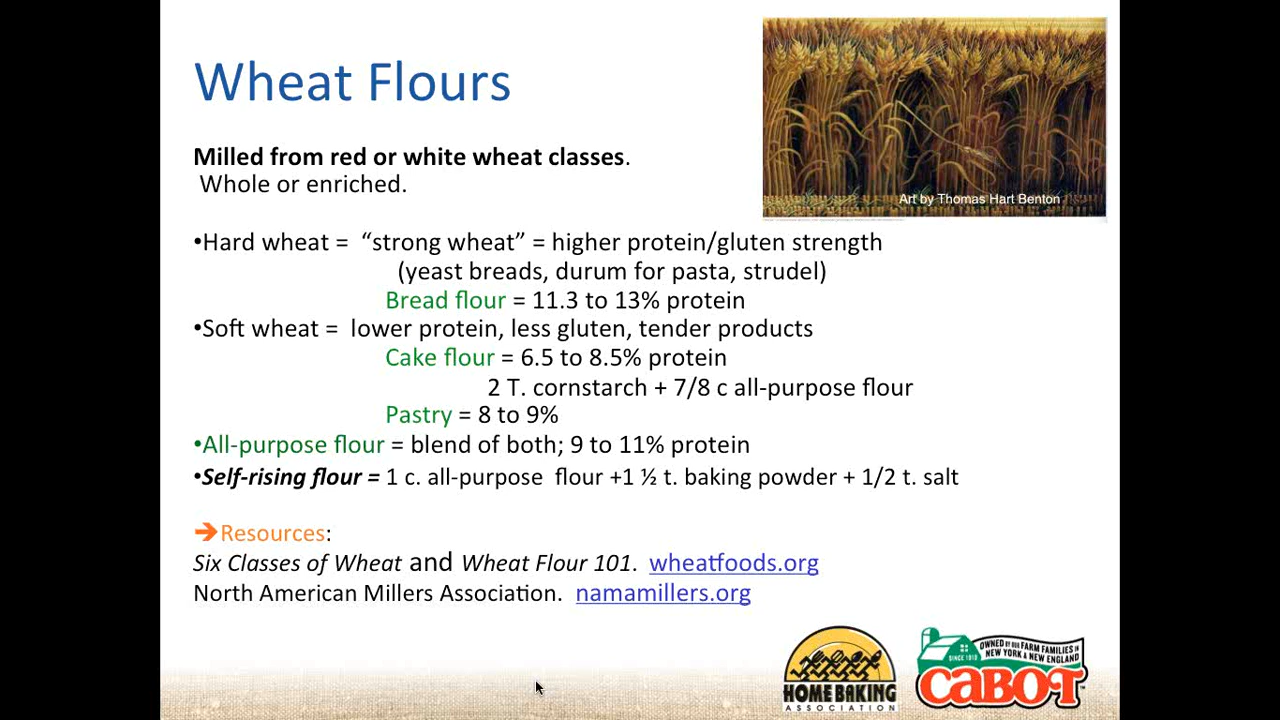 Wheat Flours
Art by Thomas Hart Benton
Milled from red or white wheat classes.
Whole or enriched.
•Hard wheat = “strong wheat” = higher protein/gluten strength
(yeast breads, durum for pasta, strudel)
Bread flour = 11.3 to 13% protein
•Soft wheat = lower protein, less gluten, tender products
Cake flour = 6.5 to 8.5% protein
2 T. cornstarch + 7/8 c all-purpose flour
Pastry = 8 to 9%
•All-purpose flour = blend of both; 9 to 11% protein
•Self-rising flour = 1 c. all-purpose flour +1 ½ t. baking powder + 1/2 t. salt
➔Resources:
Six Classes of Wheat and Wheat Flour 101. wheatfoods.org
North American Millers Association. namamillers.org
HOME BAKING
ASSOCIATION
SINCE 1919
OWNED BY OUR FARM FAMILIES IN
NEW YORK & NEW ENGLAND
CABOT